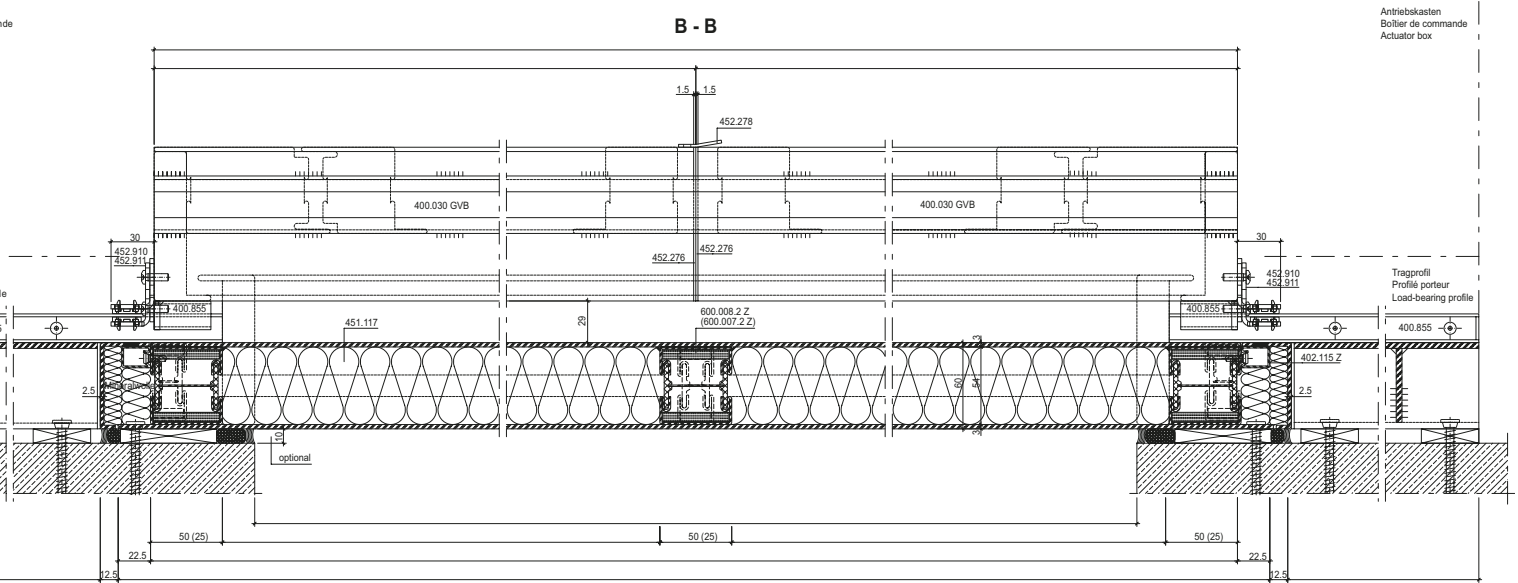 nde
B - B
Antriebskasten
Boîtier de commande
Actuator box
1.5
1.5
452.278
400.030 GVB
400.030 GVB
30
452.910
452.911
452.276
452.276
30
452.910
452.911
Tragprofil
Profilé porteur
Load-bearing profile
400.855
451.117
29
600.008.2 Z
(600.007.2 Z)
400.855
400.855
3
402.115 Z
Mineralwolle
2.5
60
54
2.5
3
10
optional
50 (25)
50 (25)
50 (25)
22.5
22.5
12.5
12.5